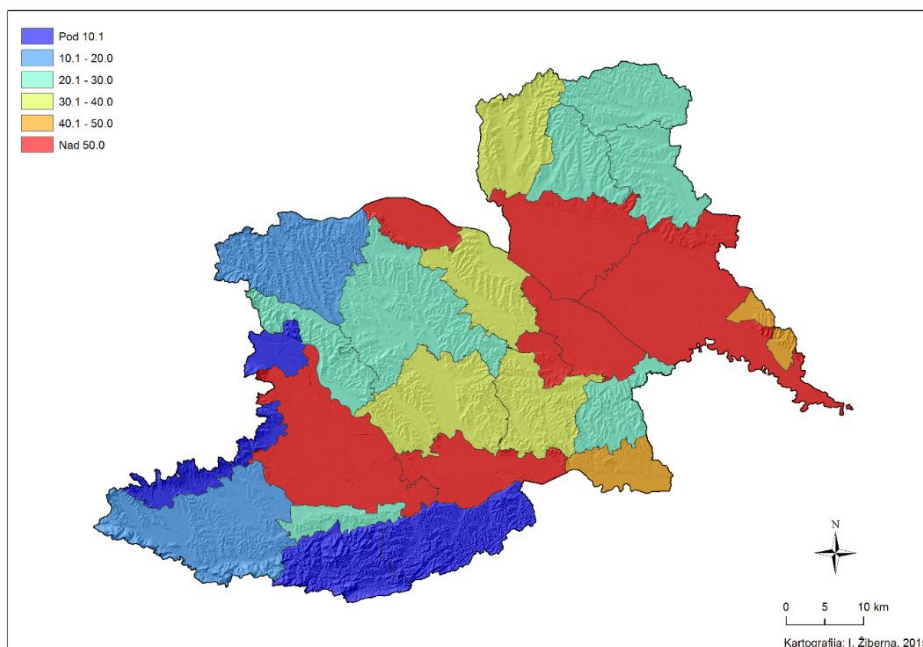 Pod 10.1
10.1 - 20.0
20.1 - 30.0
30.1 - 40.0
40.1 - 50.0
Nad 50.0
N
0 5 10 km
Kartografija: I. Žiberna, 201